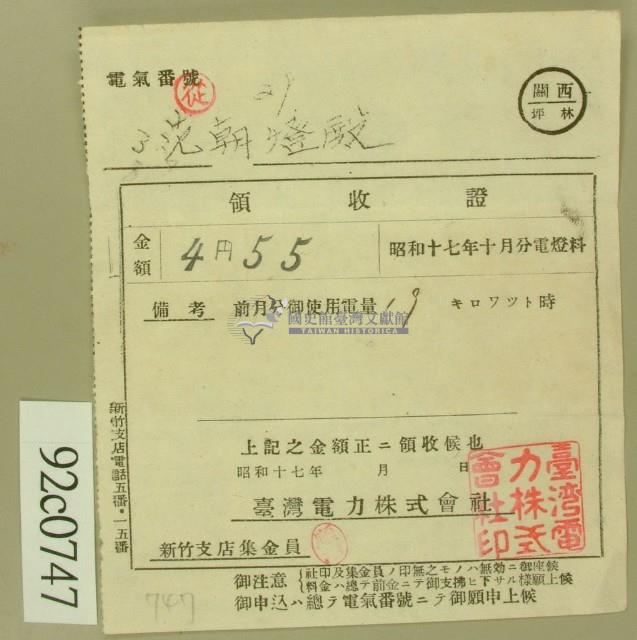 電氣番號
從
西關
坪林
范朝燈殿
領收證
金額 4円55 昭和十七年十月分電燈料
備考 前月分御使用電量 19 キロワツト時
國史館臺灣文獻館
TAIWAN HISTORICA
上記之金額正ニ領收候也
昭和十七年 月 日
臺灣電力株式會社
臺灣電力株式會社印
新竹支店集金員
新竹支店電話五番・一五番
御注意 社印及集金員ノ印無之モノハ無効ニ御座候
料金ハ總テ前金ニテ御支拂ヒ下サル樣願上候
御申込ハ總テ電氣番號ニテ御願申上候
92c0747
747